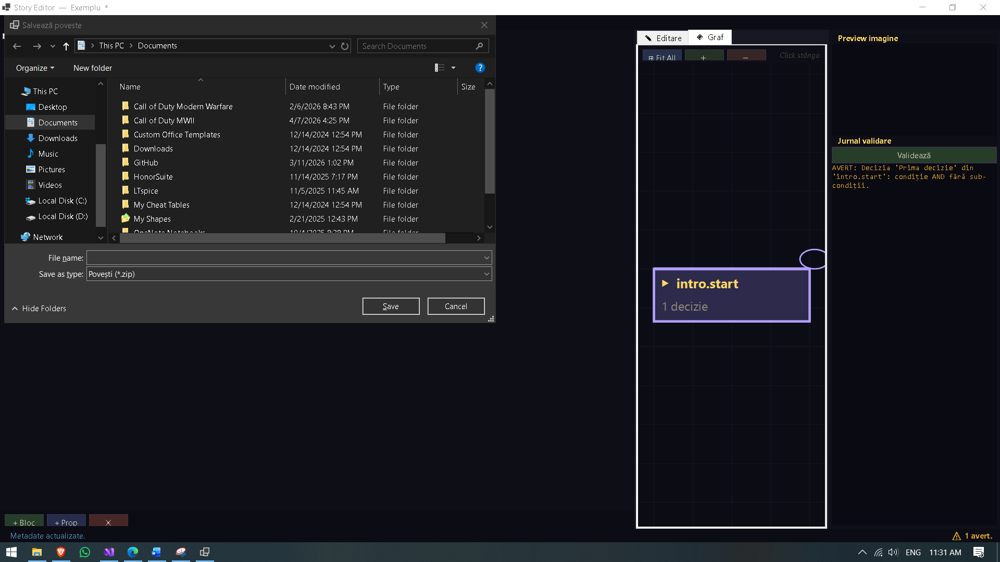 Story Editor — Exemplu *
Salvează poveste
This PC > Documents
Search Documents
Organize
New folder
This PC
Desktop
Documents
Downloads
Music
Pictures
Videos
Local Disk (C:)
Local Disk (D:)
Network
Name Date modified Type Size
Call of Duty Modern Warfare 2/6/2026 8:43 PM File folder
Call of Duty MWII 4/7/2026 4:25 PM File folder
Custom Office Templates 12/14/2024 12:54 PM File folder
Downloads 12/14/2024 12:54 PM File folder
GitHub 3/11/2026 1:02 PM File folder
HonorSuite 11/14/2025 7:17 PM File folder
LTspice 11/5/2025 11:45 AM File folder
My Cheat Tables 12/14/2024 12:54 PM File folder
My Shapes 2/21/2025 12:43 PM File folder
OneNote Notebooks 10/4/2025 File folder
File name:
Save as type: Povești (*.zip)
Hide Folders
Save
Cancel
Editare
Graf
Fit All
+
−
Click stânga
intro.start
1 decizie
Preview imagine
Jurnal validare
Validează
AVERT: Decizia 'Prima decizie' din
'intro.start': condiție AND fără sub-
condiții.
+ Bloc
+ Prop
X
Metadate actualizate.
1 avert.
ENG
11:31 AM